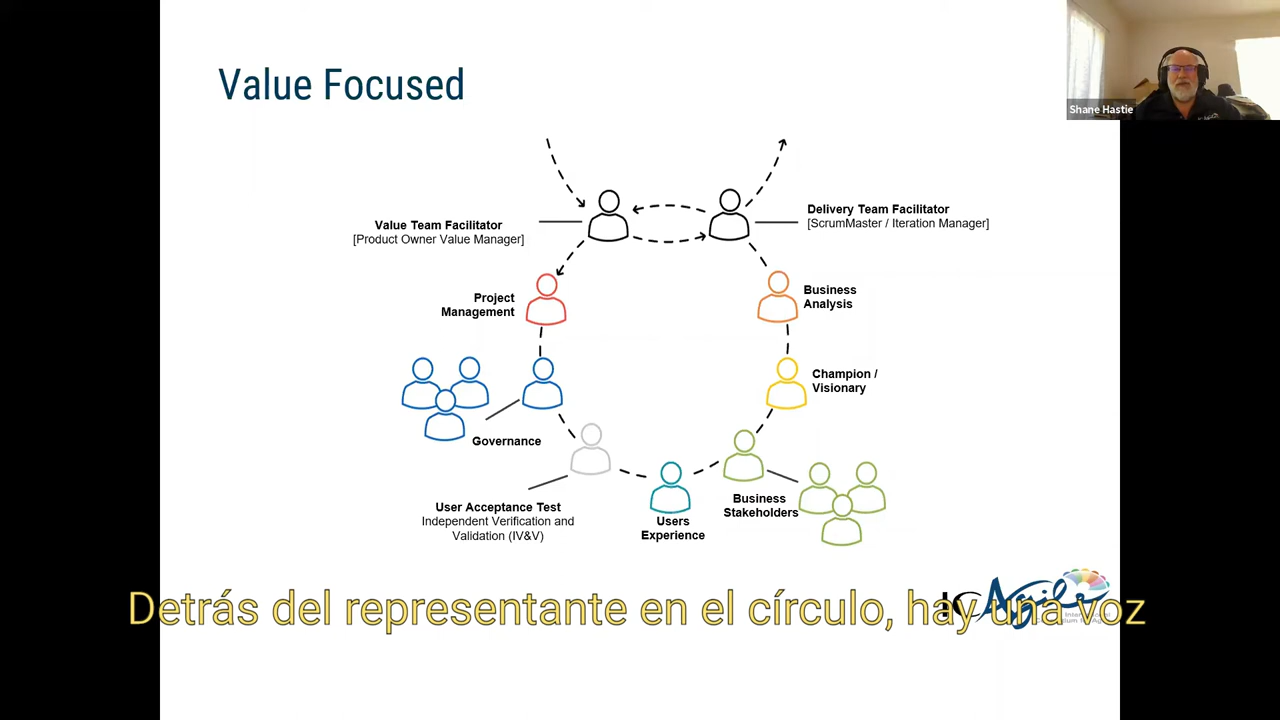 Value Focused
Shane Hastie
Value Team Facilitator
[Product Owner Value Manager]
Delivery Team Facilitator
[ScrumMaster / Iteration Manager]
Project
Management
Business
Analysis
Champion /
Visionary
Governance
User Acceptance Test
Independent Verification and
Validation (IV&V)
Users
Experience
Business
Stakeholders
ICAgile
Detrás del representante en el círculo, hay una voz